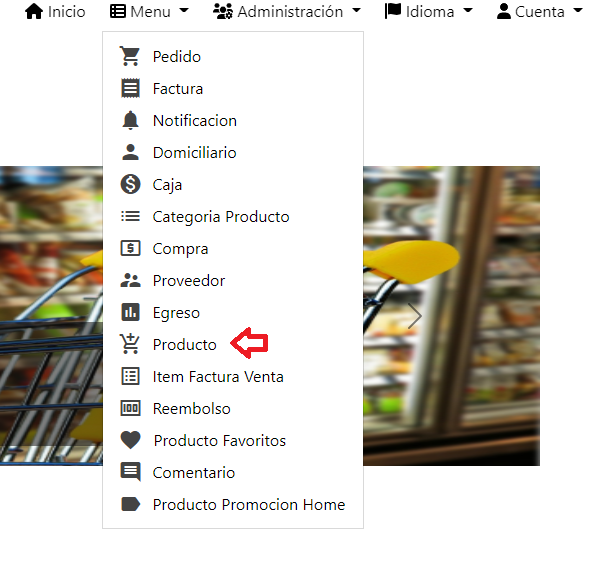 Inicio Menu Administración Idioma Cuenta
Pedido
Factura
Notificacion
Domiciliario
Caja
Categoria Producto
Compra
Proveedor
Egreso
Producto
Item Factura Venta
Reembolso
Producto Favoritos
Comentario
Producto Promocion Home